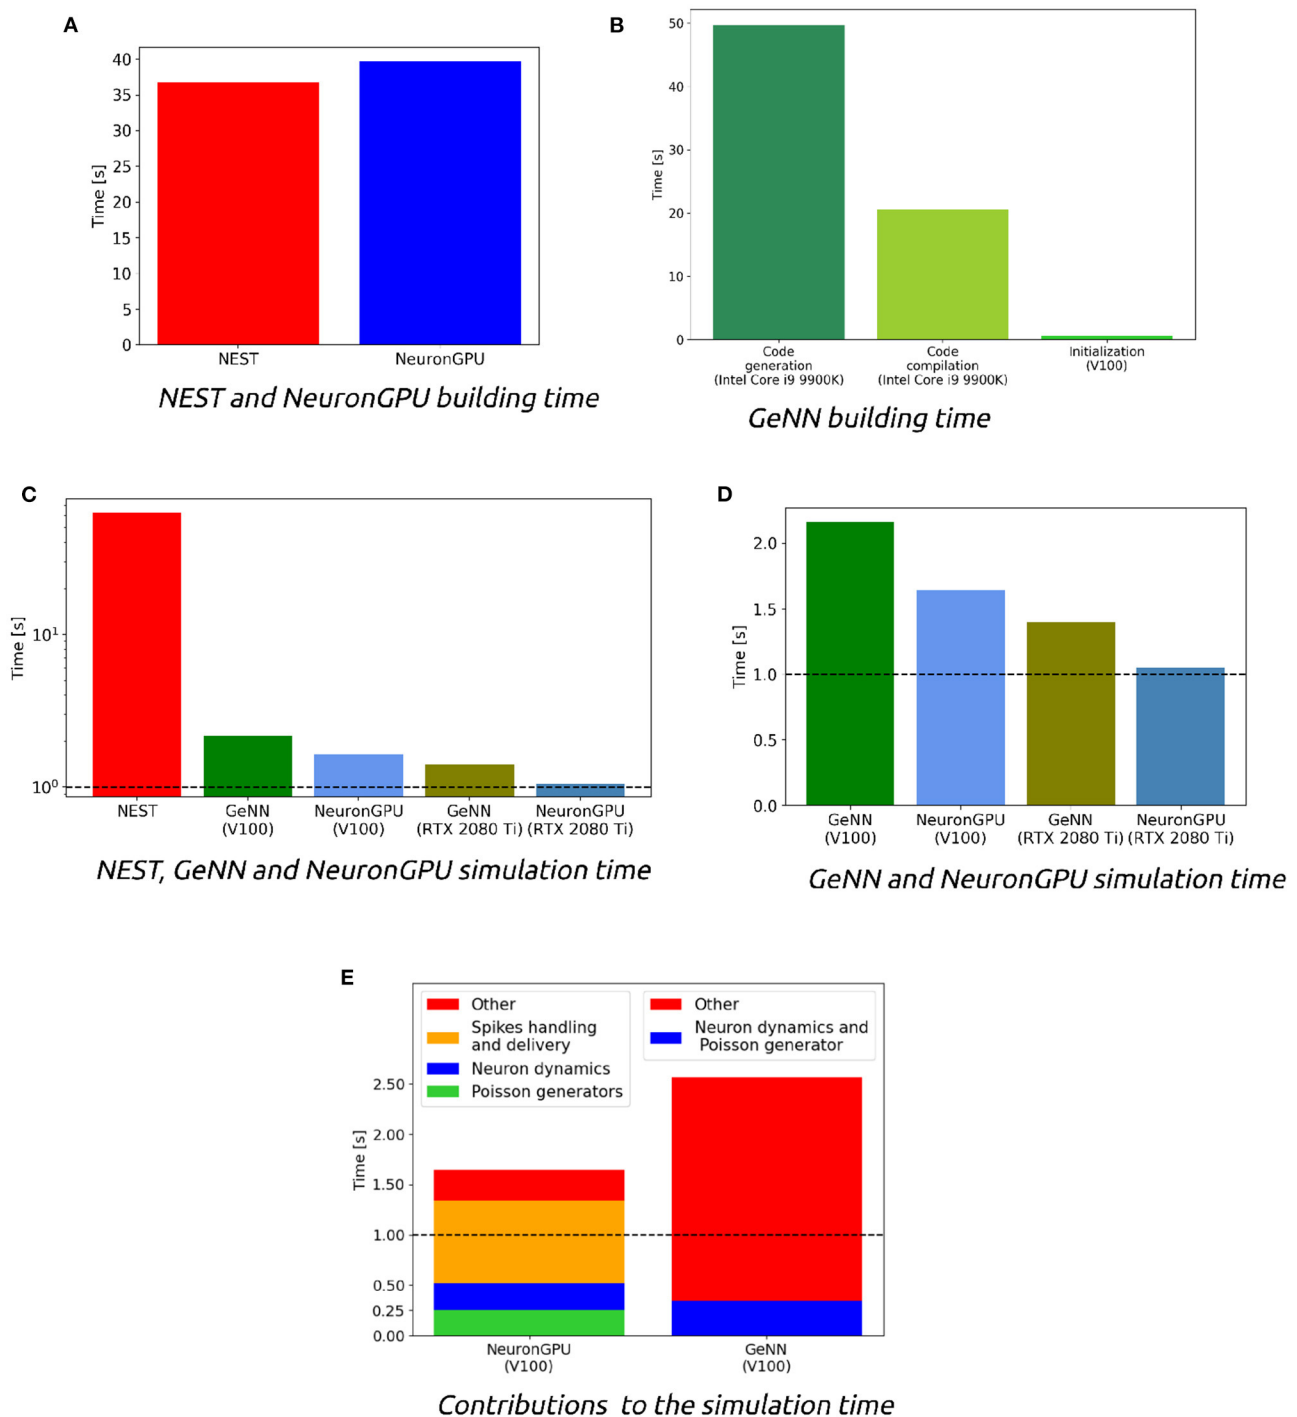 A
Time [s]
40
35
30
25
20
15
10
5
0
NEST
NeuronGPU
NEST and NeuronGPU building time
B
Time [s]
50
40
30
20
10
0
Code
generation
(Intel Core i9 9900K)
Code
compilation
(Intel Core i9 9900K)
Initialization
(V100)
GeNN building time
C
Time [s]
10¹
10⁰
NEST
GeNN
(V100)
NeuronGPU
(V100)
GeNN
(RTX 2080 Ti)
NeuronGPU
(RTX 2080 Ti)
NEST, GeNN and NeuronGPU simulation time
D
Time [s]
2.0
1.5
1.0
0.5
0.0
GeNN
(V100)
NeuronGPU
(V100)
GeNN
(RTX 2080 Ti)
NeuronGPU
(RTX 2080 Ti)
GeNN and NeuronGPU simulation time
E
Other
Spikes handling
and delivery
Neuron dynamics
Poisson generators
Other
Neuron dynamics and
Poisson generator
Time [s]
2.50
2.00
1.50
1.00
0.50
0.25
0.00
NeuronGPU
(V100)
GeNN
(V100)
Contributions to the simulation time